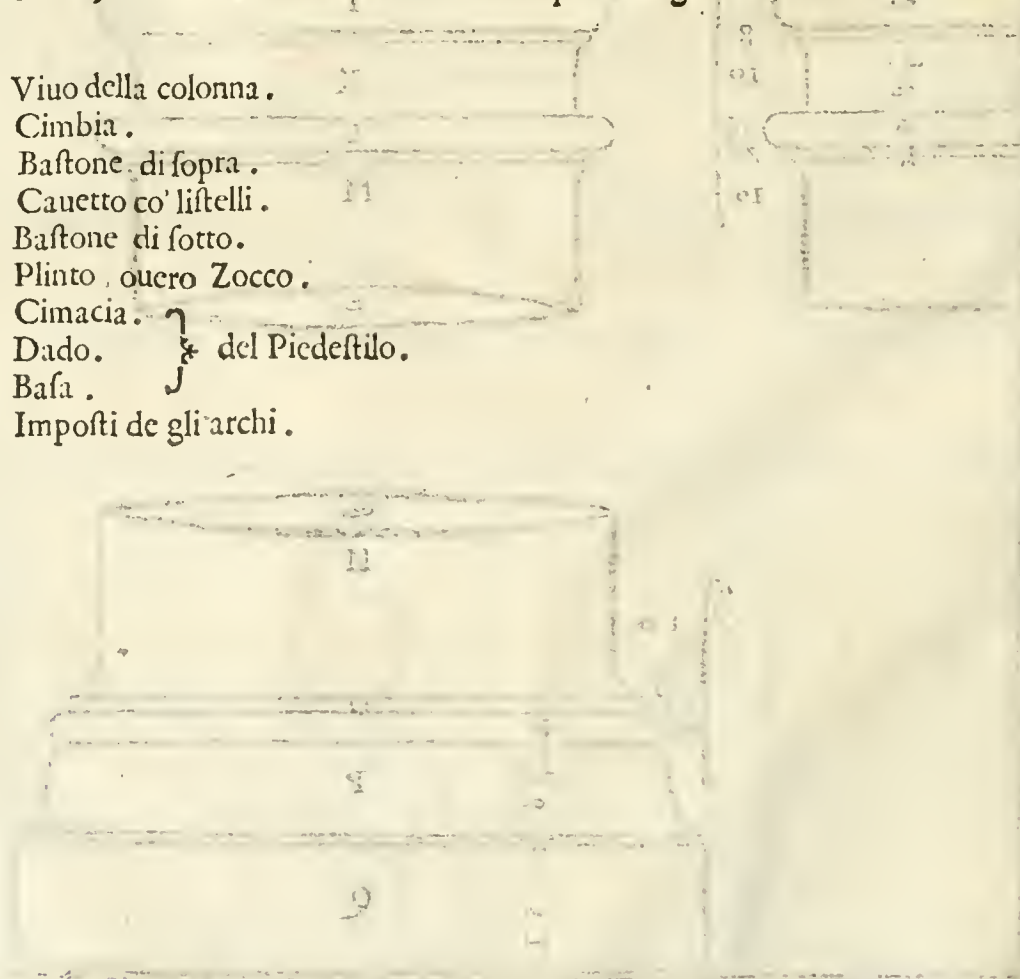 Viuo della colonna.
Cimbia.
Baſtone di ſopra.
Cauetto co' liſtelli.
Baſtone di ſotto.
Plinto, ouero Zocco.
Cimacia.
Dado. del Piedeſtilo.
Baſa.
Impoſti de gli archi.